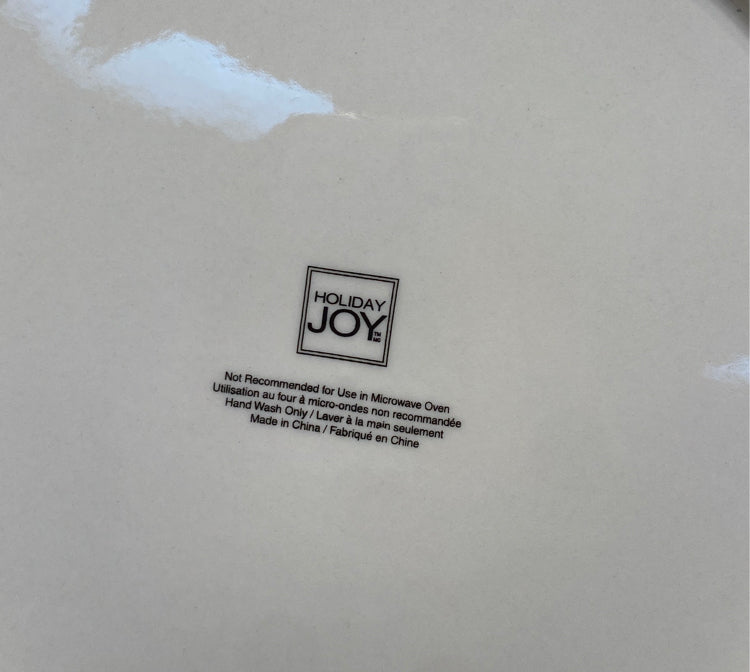 HOLIDAY
JOY TM MC
Not Recommended for Use in Microwave Oven
Utilisation au four à micro-ondes non recommandée
Hand Wash Only / Laver à la main seulement
Made in China / Fabriqué en Chine